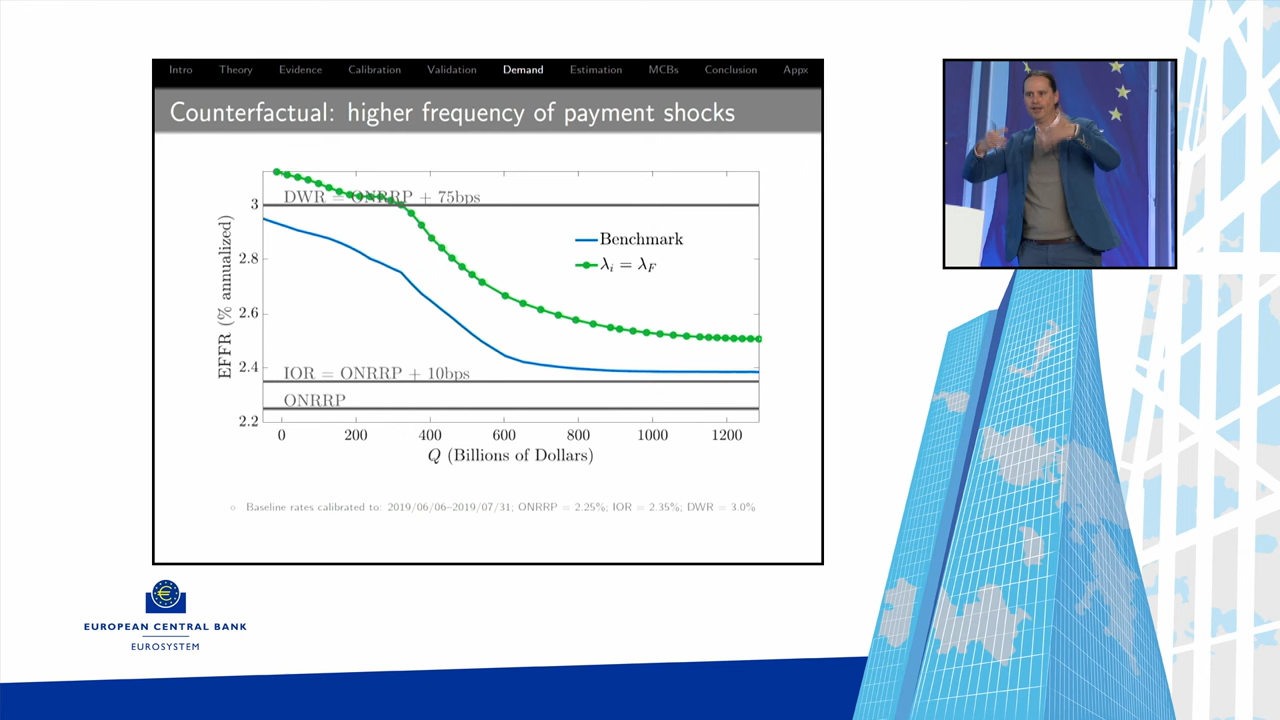 Intro Theory Evidence Calibration Validation Demand Estimation MCBs Conclusion Appx
Counterfactual: higher frequency of payment shocks
DWR = ONRRP + 75bps
3
Benchmark
2.8
λi = λF
2.6
EFFR (% annualized)
2.4
IOR = ONRRP + 10bps
ONRRP
2.2
0 200 400 600 800 1000 1200
Q (Billions of Dollars)
Baseline rates calibrated to: 2019/06/06–2019/07/31; ONRRP = 2.25%; IOR = 2.35%; DWR = 3.0%
EUROPEAN CENTRAL BANK
EUROSYSTEM